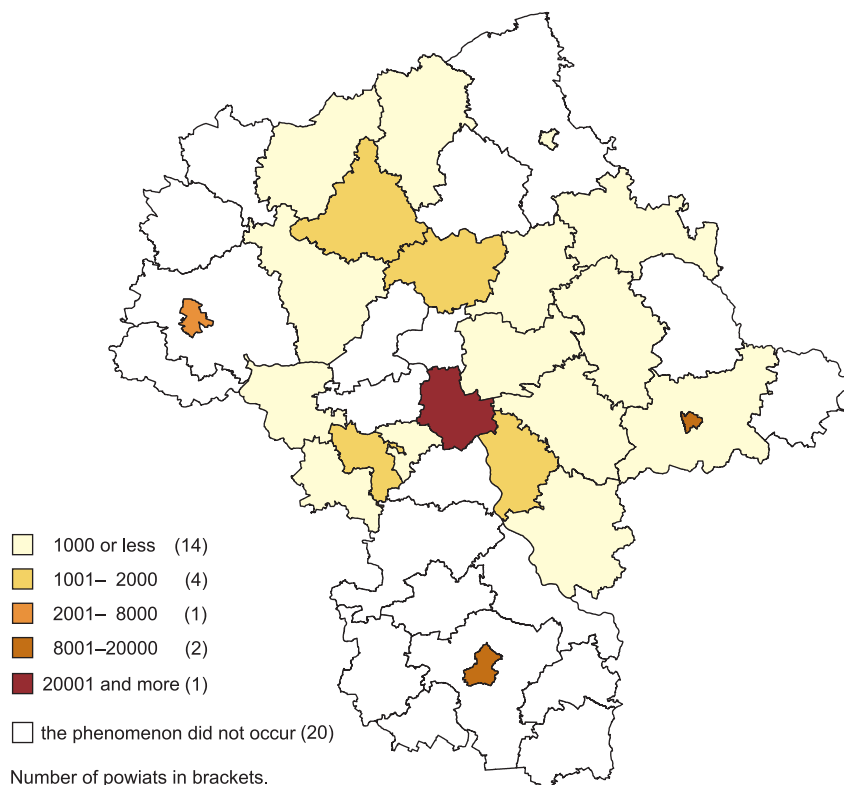 1000 or less (14)
1001– 2000 (4)
2001– 8000 (1)
8001–20000 (2)
20001 and more (1)
the phenomenon did not occur (20)
Number of powiats in brackets.